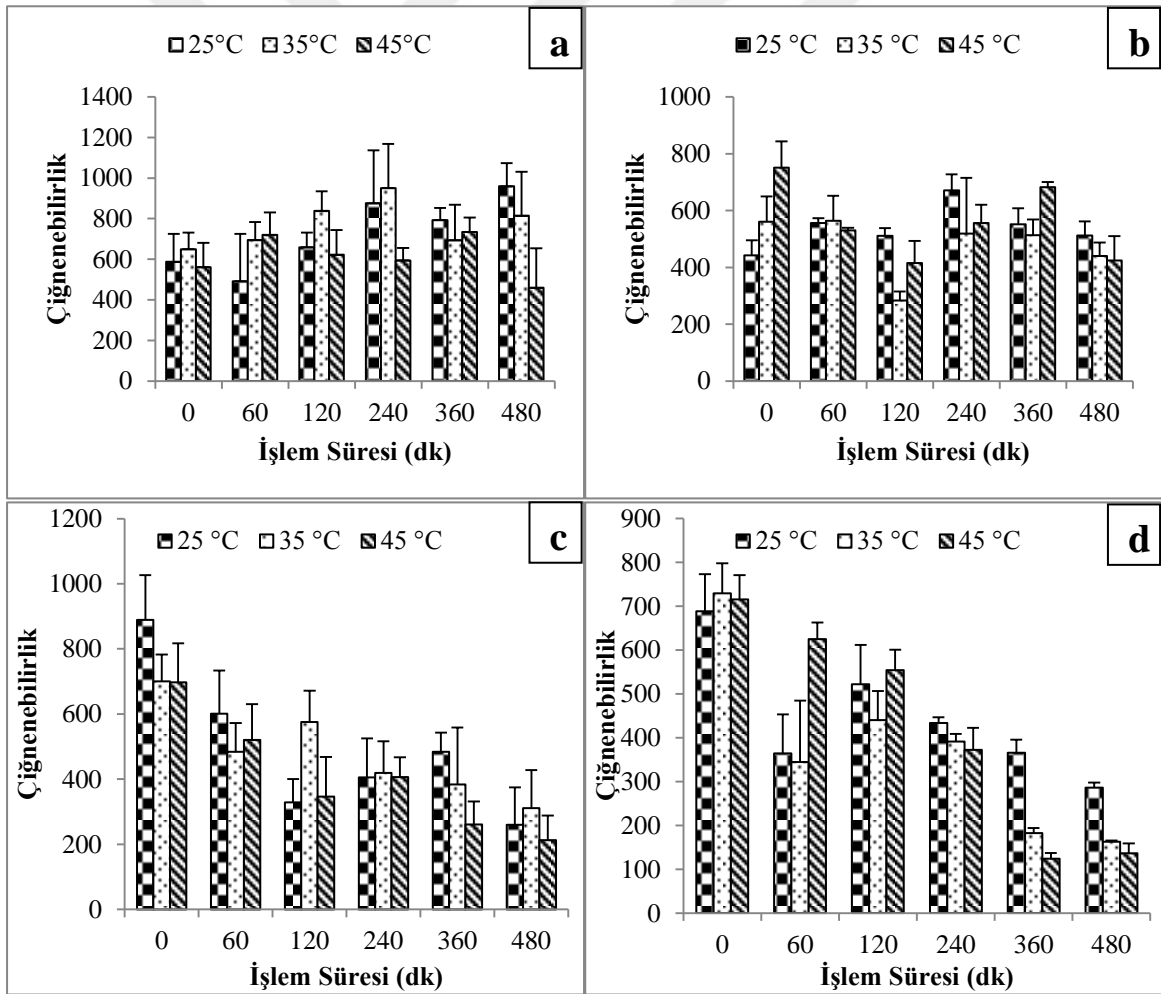 25°C 35°C 45°C
a
1400
1200
1000
800
600
400
200
0
Çiğnenebilirlik
0 60 120 240 360 480
İşlem Süresi (dk)
25 °C 35 °C 45 °C
b
1000
800
600
400
200
0
Çiğnenebilirlik
0 60 120 240 360 480
İşlem Süresi (dk)
25 °C 35 °C 45 °C
c
1200
1000
800
600
400
200
0
Çiğnenebilirlik
0 60 120 240 360 480
İşlem Süresi (dk)
25 °C 35 °C 45 °C
d
900
800
700
600
500
400
300
200
100
0
Çiğnenebilirlik
0 60 120 240 360 480
İşlem Süresi (dk)